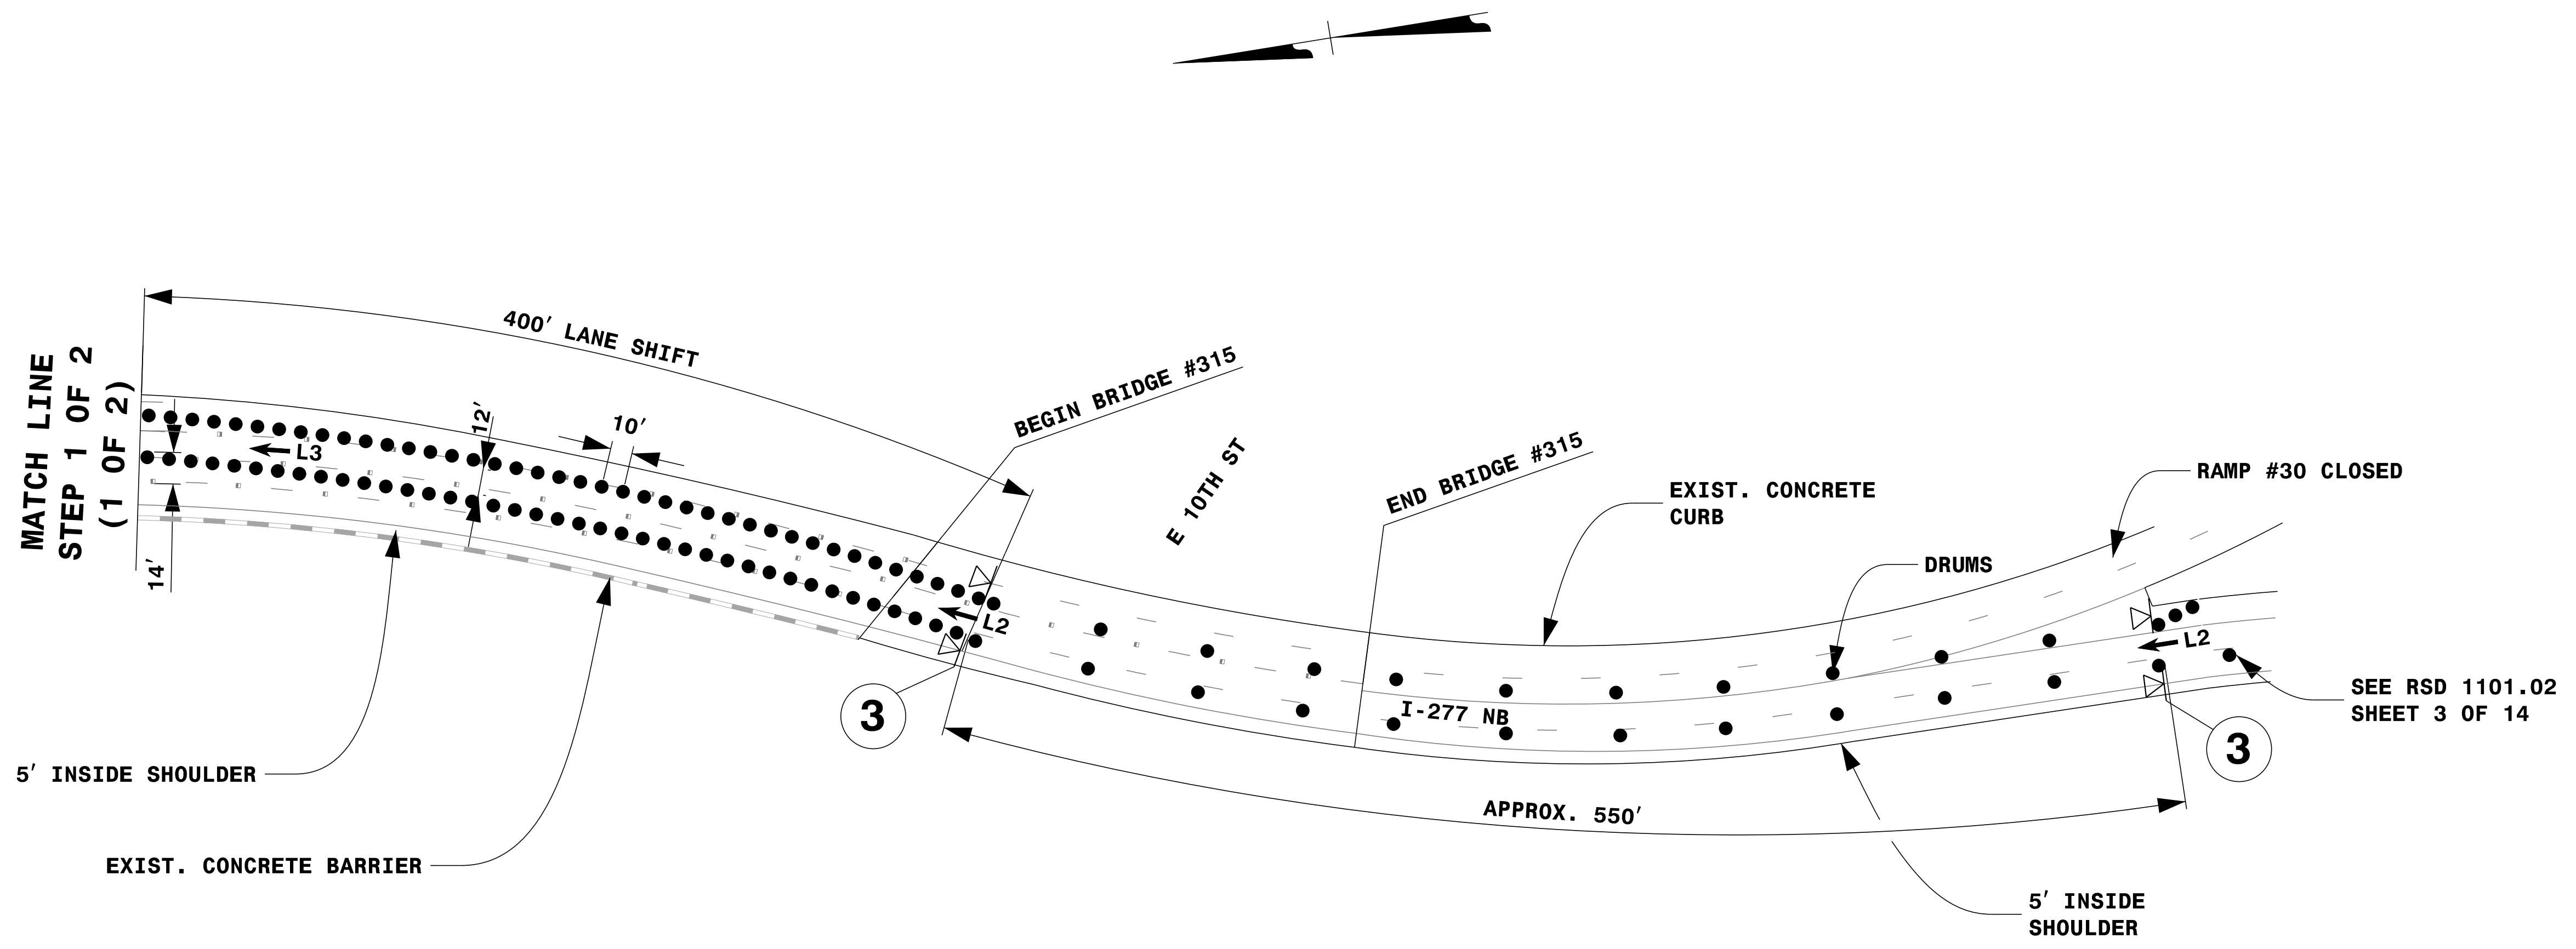 MATCH LINE
STEP 1 OF 2
(1 OF 2)
400' LANE SHIFT
12'
10'
L3
14'
BEGIN BRIDGE #315
E 10TH ST
END BRIDGE #315
EXIST. CONCRETE
CURB
RAMP #30 CLOSED
DRUMS
L2
L2
I-277 NB
SEE RSD 1101.02
SHEET 3 OF 14
3
3
5' INSIDE SHOULDER
EXIST. CONCRETE BARRIER
APPROX. 550'
5' INSIDE
SHOULDER